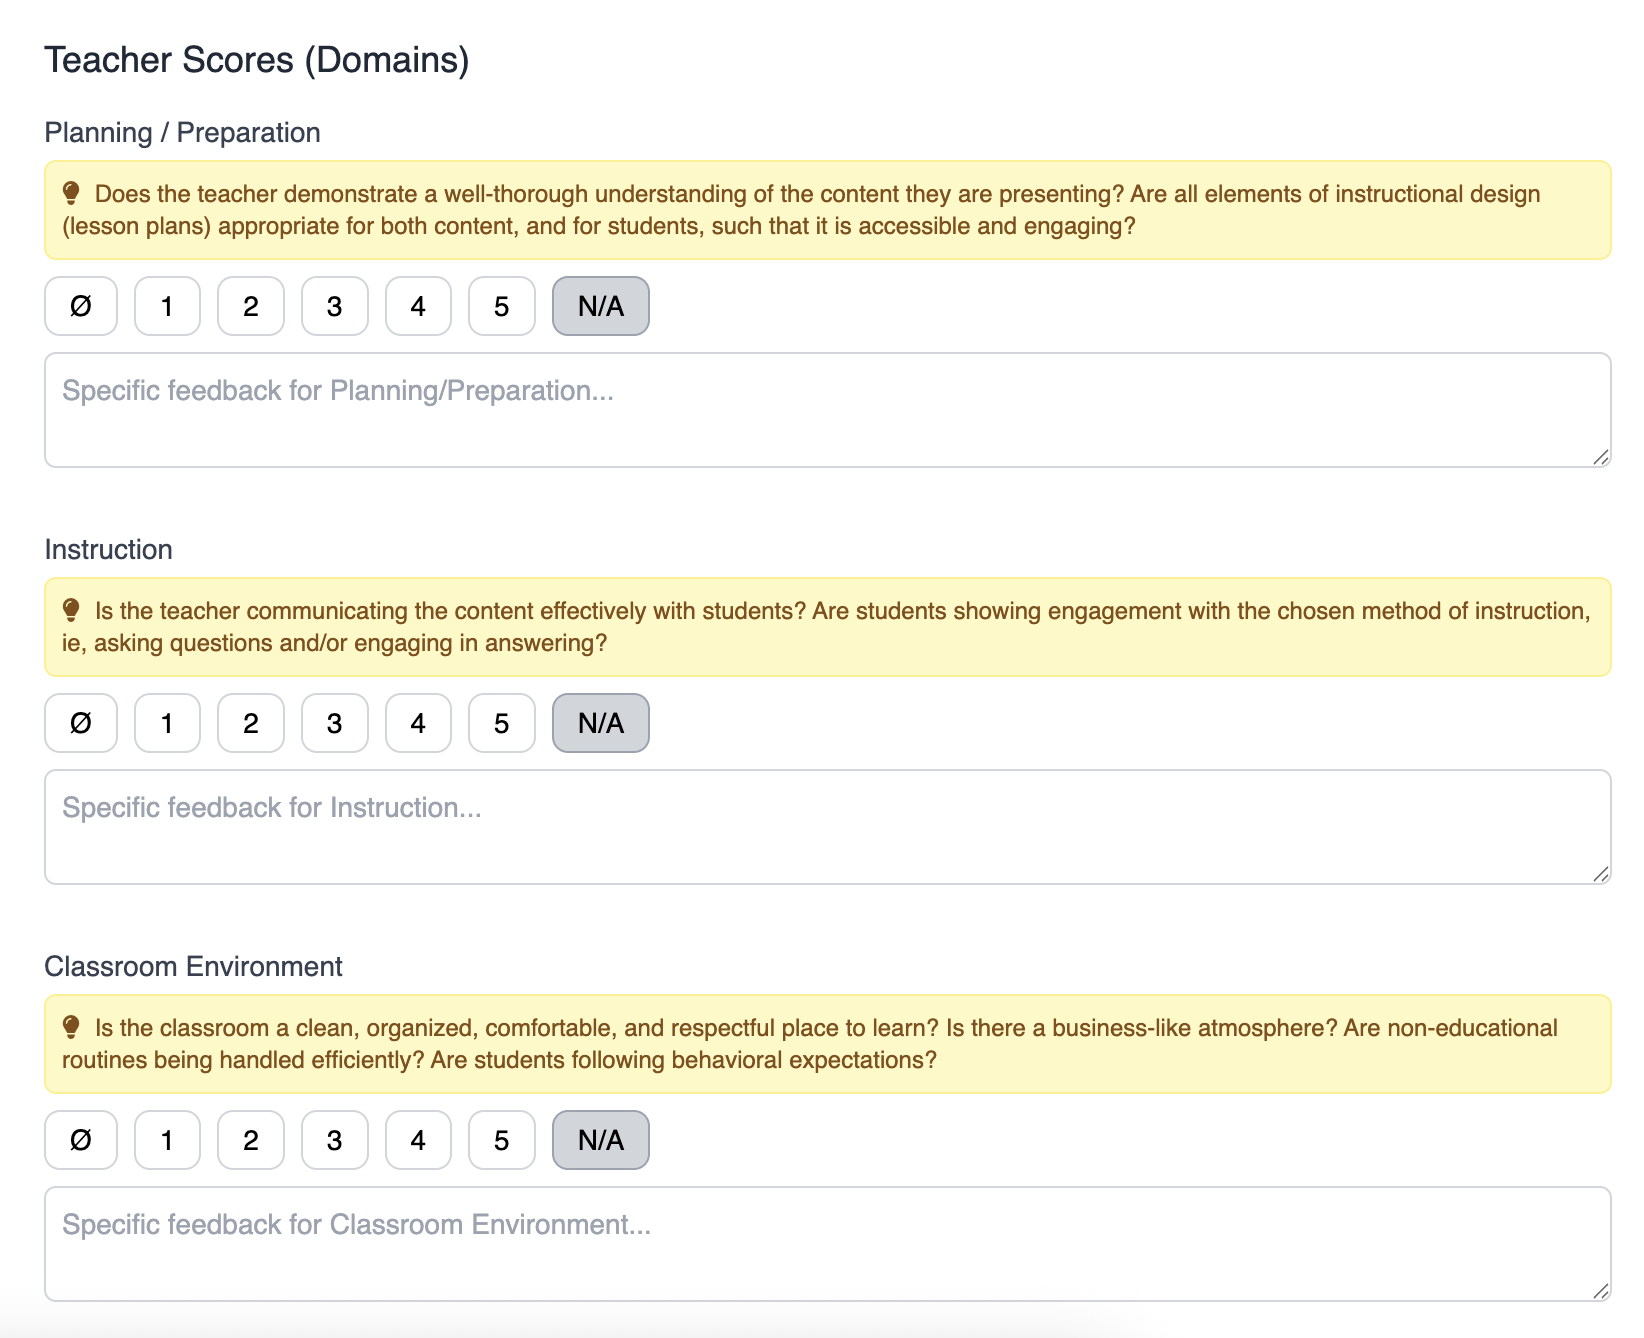 Teacher Scores (Domains)
Planning / Preparation
Does the teacher demonstrate a well-thorough understanding of the content they are presenting? Are all elements of instructional design
(lesson plans) appropriate for both content, and for students, such that it is accessible and engaging?
Ø 1 2 3 4 5 N/A
Specific feedback for Planning/Preparation...
Instruction
Is the teacher communicating the content effectively with students? Are students showing engagement with the chosen method of instruction,
ie, asking questions and/or engaging in answering?
Ø 1 2 3 4 5 N/A
Specific feedback for Instruction...
Classroom Environment
Is the classroom a clean, organized, comfortable, and respectful place to learn? Is there a business-like atmosphere? Are non-educational
routines being handled efficiently? Are students following behavioral expectations?
Ø 1 2 3 4 5 N/A
Specific feedback for Classroom Environment...